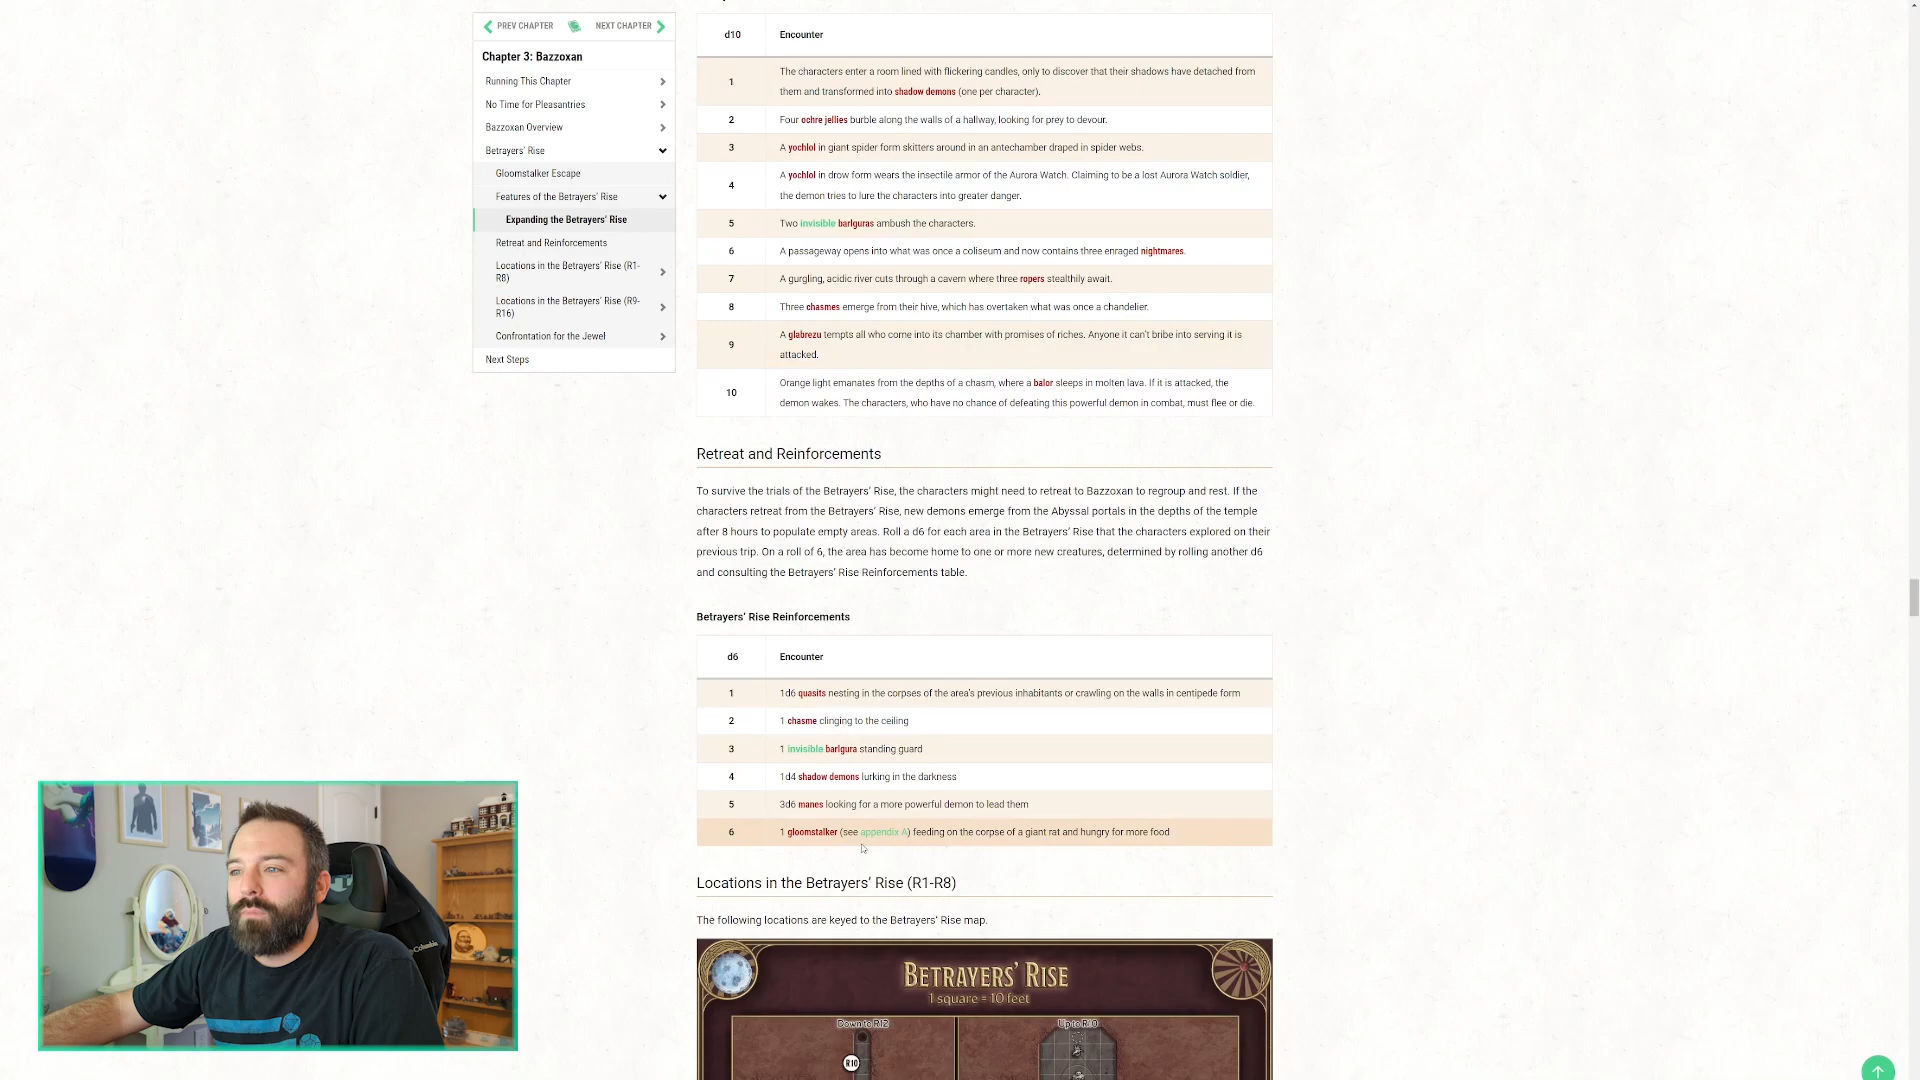 PREV CHAPTER
NEXT CHAPTER
Chapter 3: Bazzoxan
Running This Chapter
No Time for Pleasantries
Bazzoxan Overview
Betrayers’ Rise
Gloomstalker Escape
Features of the Betrayers’ Rise
Expanding the Betrayers’ Rise
Retreat and Reinforcements
Locations in the Betrayers’ Rise (R1-
R8)
Locations in the Betrayers’ Rise (R9-
R16)
Confrontation for the Jewel
Next Steps
d10 Encounter
1 The characters enter a room lined with flickering candles, only to discover that their shadows have detached from
them and transformed into shadow demons (one per character).
2 Four ochre jellies burble along the walls of a hallway, looking for prey to devour.
3 A yochlol in giant spider form skitters around in an antechamber draped in spider webs.
4 A yochlol in drow form wears the insectile armor of the Aurora Watch. Claiming to be a lost Aurora Watch soldier,
the demon tries to lure the characters into greater danger.
5 Two invisible barlguras ambush the characters.
6 A passageway opens into what was once a coliseum and now contains three enraged nightmares.
7 A gurgling, acidic river cuts through a cavern where three ropers stealthily await.
8 Three chasmes emerge from their hive, which has overtaken what was once a chandelier.
9 A glabrezu tempts all who come into its chamber with promises of riches. Anyone it can’t bribe into serving it is
attacked.
10 Orange light emanates from the depths of a chasm, where a balor sleeps in molten lava. If it is attacked, the
demon wakes. The characters, who have no chance of defeating this powerful demon in combat, must flee or die.
Retreat and Reinforcements
To survive the trials of the Betrayers’ Rise, the characters might need to retreat to Bazzoxan to regroup and rest. If the
characters retreat from the Betrayers’ Rise, new demons emerge from the Abyssal portals in the depths of the temple
after 8 hours to populate empty areas. Roll a d6 for each area in the Betrayers’ Rise that the characters explored on their
previous trip. On a roll of 6, the area has become home to one or more new creatures, determined by rolling another d6
and consulting the Betrayers’ Rise Reinforcements table.
Betrayers’ Rise Reinforcements
d6 Encounter
1 1d6 quasits nesting in the corpses of the area’s previous inhabitants or crawling on the walls in centipede form
2 1 chasme clinging to the ceiling
3 1 invisible barlgura standing guard
4 1d4 shadow demons lurking in the darkness
5 3d6 manes looking for a more powerful demon to lead them
6 1 gloomstalker (see appendix A) feeding on the corpse of a giant rat and hungry for more food
Locations in the Betrayers’ Rise (R1-R8)
The following locations are keyed to the Betrayers’ Rise map.
BETRAYERS’ RISE
1 square = 10 feet
Down to R12
Up to R10
R10
Columbia